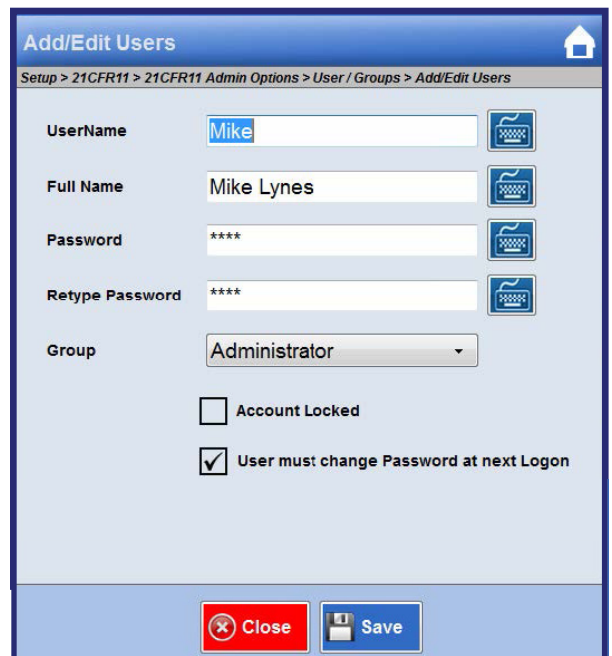 Add/Edit Users
Setup > 21CFR11 > 21CFR11 Admin Options > User / Groups > Add/Edit Users
UserName Mike
Full Name Mike Lynes
Password ****
Retype Password ****
Group Administrator
Account Locked
User must change Password at next Logon
Close Save